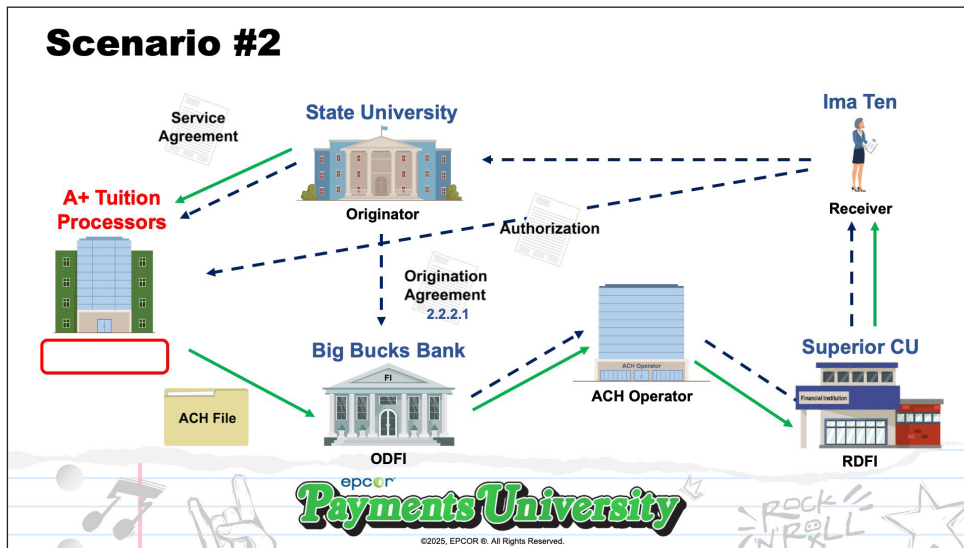 Scenario #2
Service
Agreement
State University
Ima Ten
A+ Tuition
Processors
Originator
Receiver
Authorization
Origination
Agreement
2.2.2.1
Big Bucks Bank
Superior CU
FI
ACH Operator
Financial Institution
ACH File
ACH Operator
ODFI
RDFI
epcor
Payments University
ROCK
N' ROLL
©2025, EPCOR ®. All Rights Reserved.